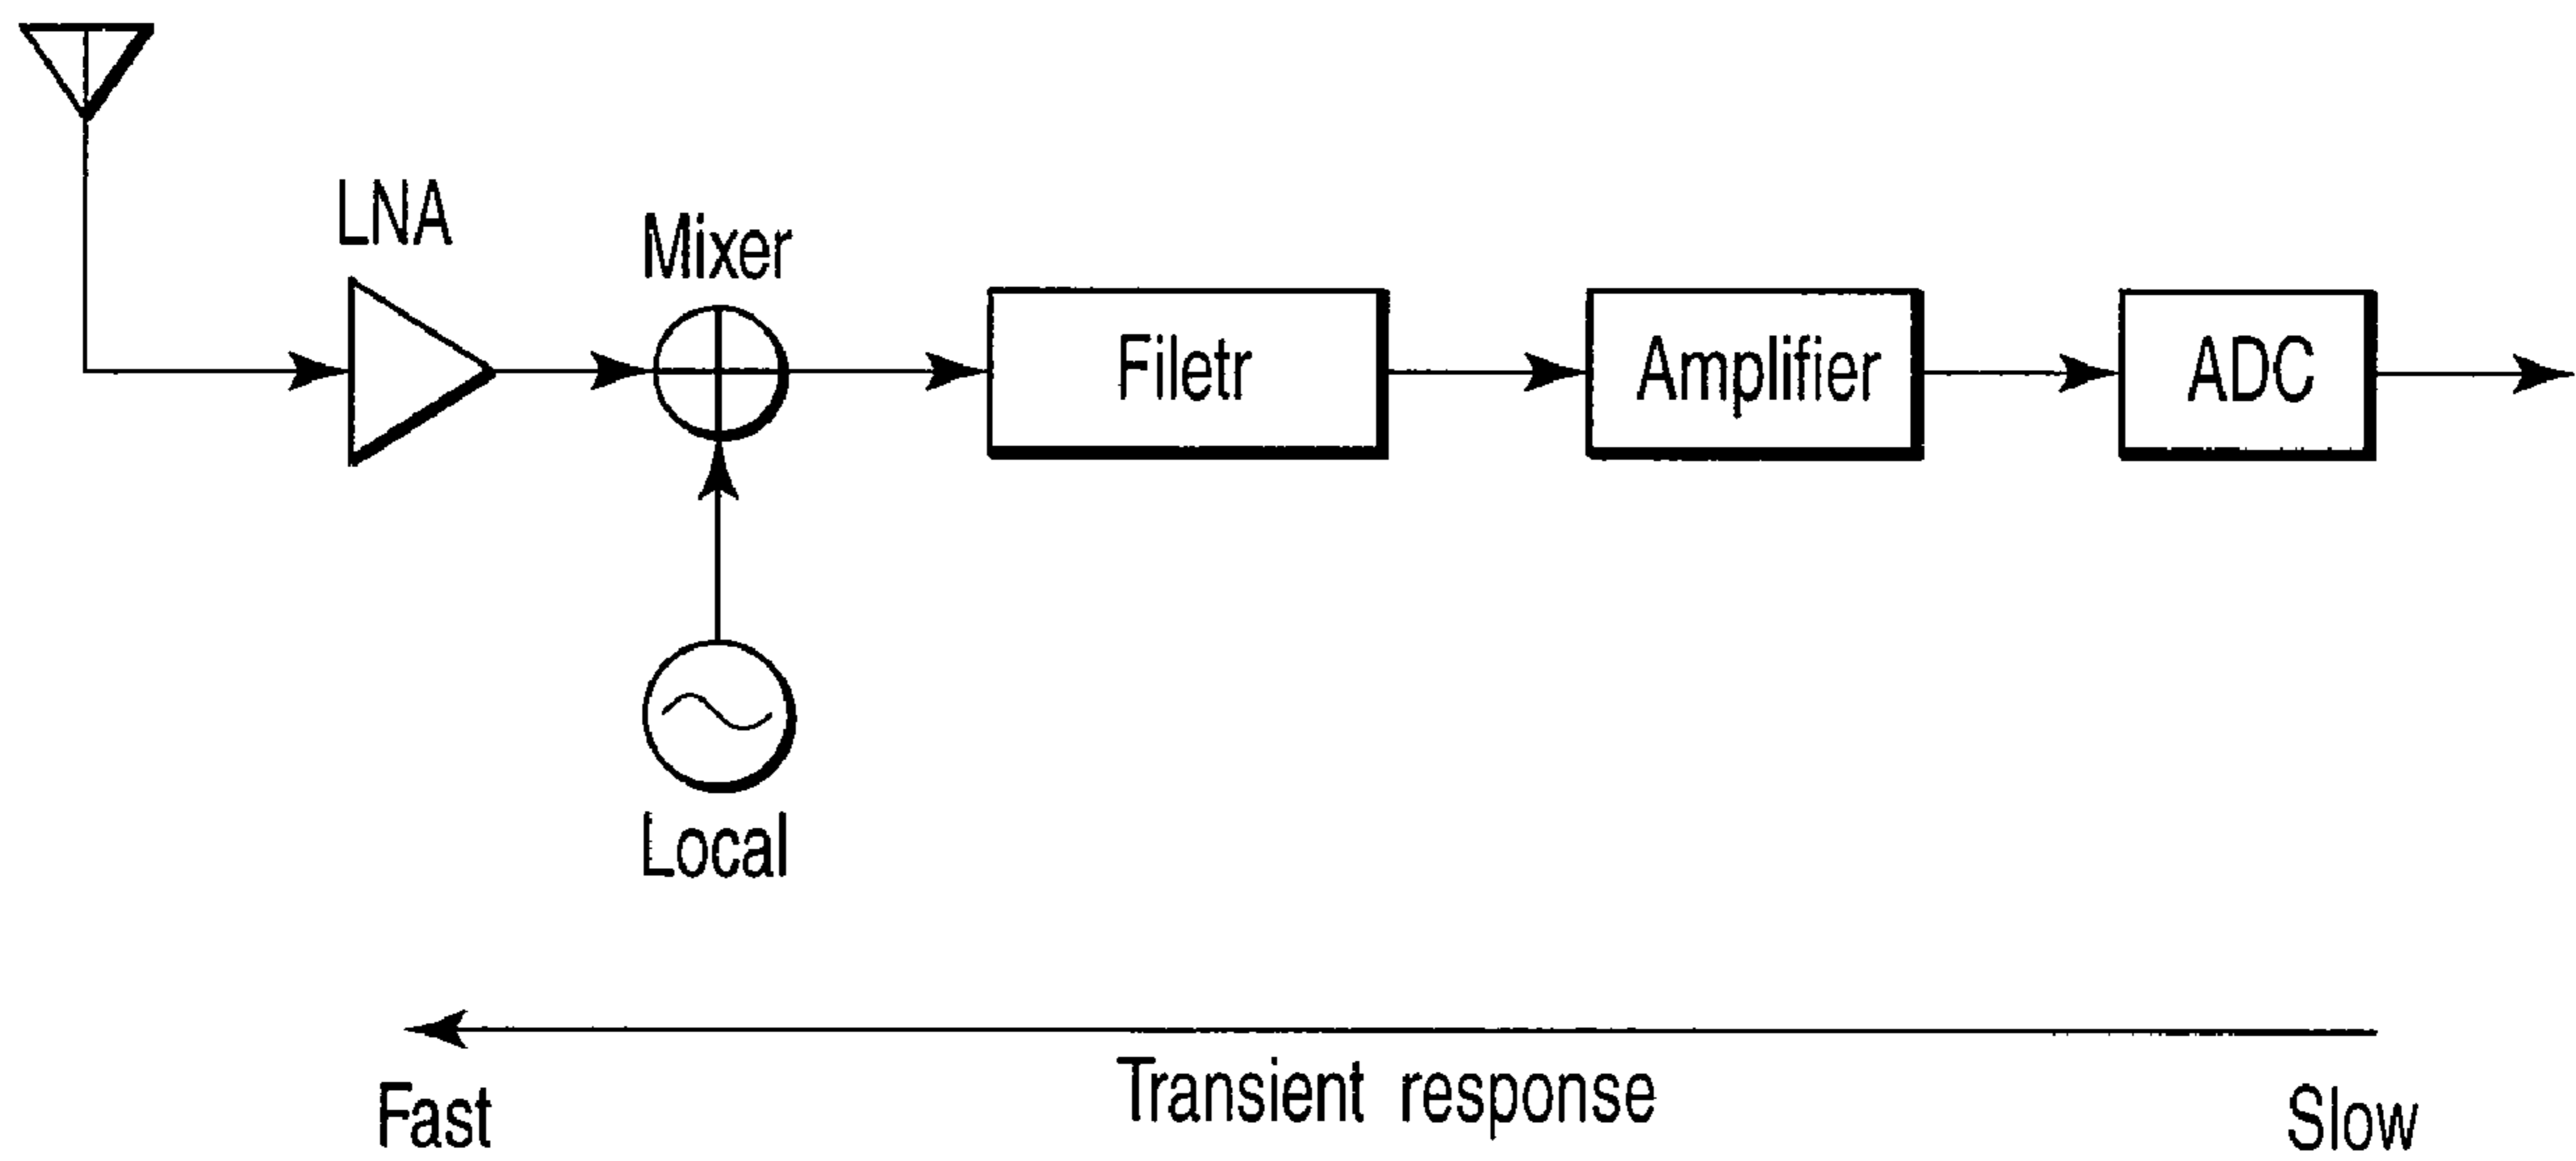 LNA
Mixer
Filetr
Amplifier
ADC
Local
Transient response
Fast
Slow